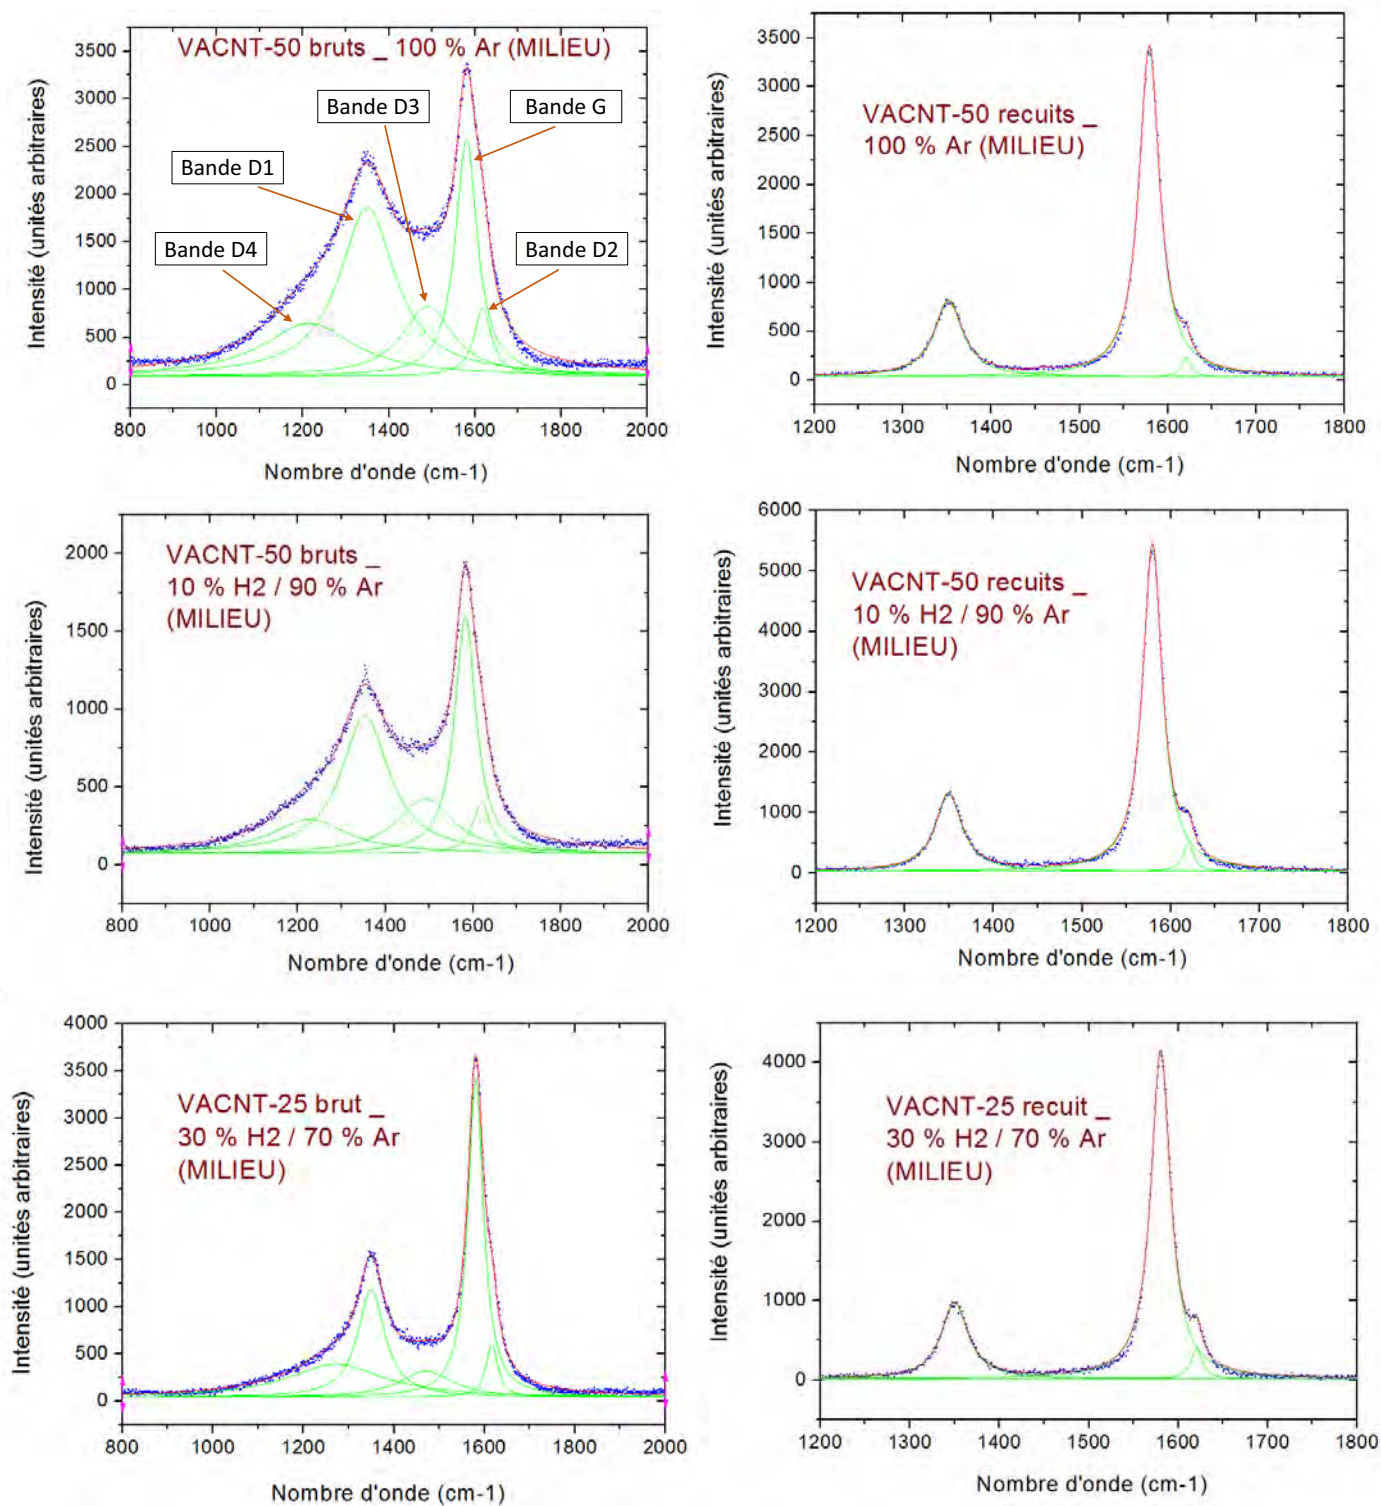 VACNT-50 bruts _ 100 % Ar (MILIEU)
Bande D3
Bande G
Bande D1
Bande D4
Bande D2
Intensité (unités arbitraires)
3500
3000
2500
2000
1500
1000
500
0
800 1000 1200 1400 1600 1800 2000
Nombre d'onde (cm-1)
VACNT-50 recuits _
100 % Ar (MILIEU)
Intensité (unités arbitraires)
3500
3000
2500
2000
1500
1000
500
0
1200 1300 1400 1500 1600 1700 1800
Nombre d'onde (cm-1)
VACNT-50 bruts _
10 % H2 / 90 % Ar
(MILIEU)
Intensité (unités arbitraires)
2000
1500
1000
500
0
800 1000 1200 1400 1600 1800 2000
Nombre d'onde (cm-1)
VACNT-50 recuits _
10 % H2 / 90 % Ar
(MILIEU)
Intensité (unités arbitraires)
6000
5000
4000
3000
2000
1000
0
1200 1300 1400 1500 1600 1700 1800
Nombre d'onde (cm-1)
VACNT-25 brut _
30 % H2 / 70 % Ar
(MILIEU)
Intensité (unités arbitraires)
4000
3500
3000
2500
2000
1500
1000
500
0
800 1000 1200 1400 1600 1800 2000
Nombre d'onde (cm-1)
VACNT-25 recuit _
30 % H2 / 70 % Ar
(MILIEU)
Intensité (unités arbitraires)
4000
3000
2000
1000
0
1200 1300 1400 1500 1600 1700 1800
Nombre d'onde (cm-1)